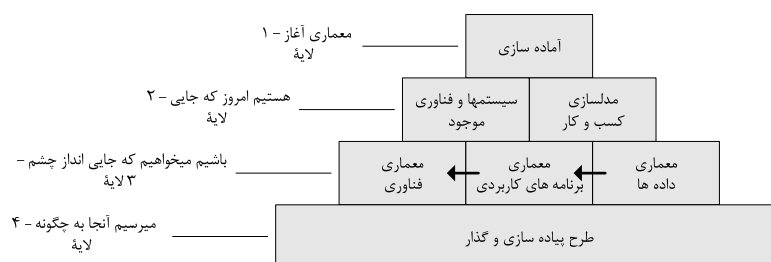 آماده سازی
معماری آغاز – ۱
لایۀ
مدلسازی
کسب و کار
سیستمها و فناوری
موجود
هستیم امروز که جایی – ۲
لایۀ
معماری
داده ها
معماری
برنامه های کاربردی
معماری
فناوری
باشیم میخواهیم که جایی انداز چشم –
۳ لایۀ
طرح پیاده سازی و گذار
میرسیم آنجا به چگونه – ۴
لایۀ